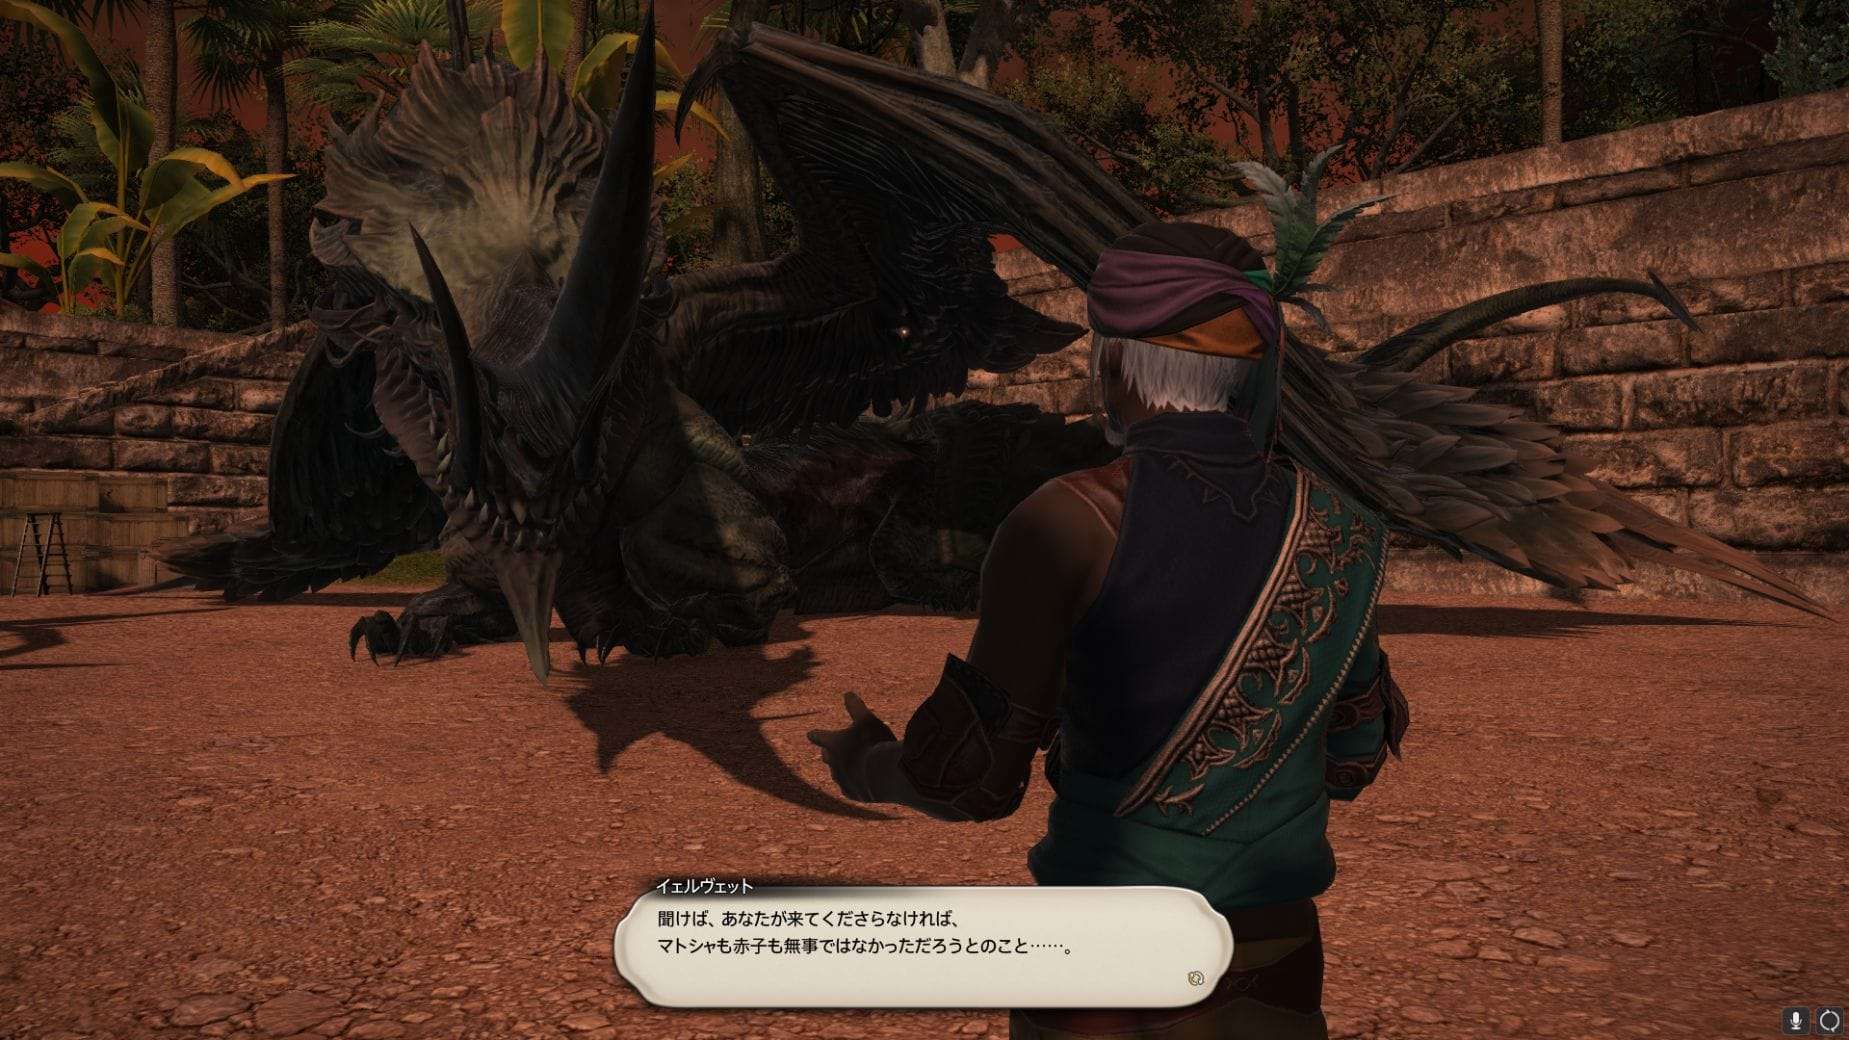 イェルヴェット
聞けば、あなたが来てくださらなければ、
マトシャも赤子も無事ではなかっただろうとのこと……。